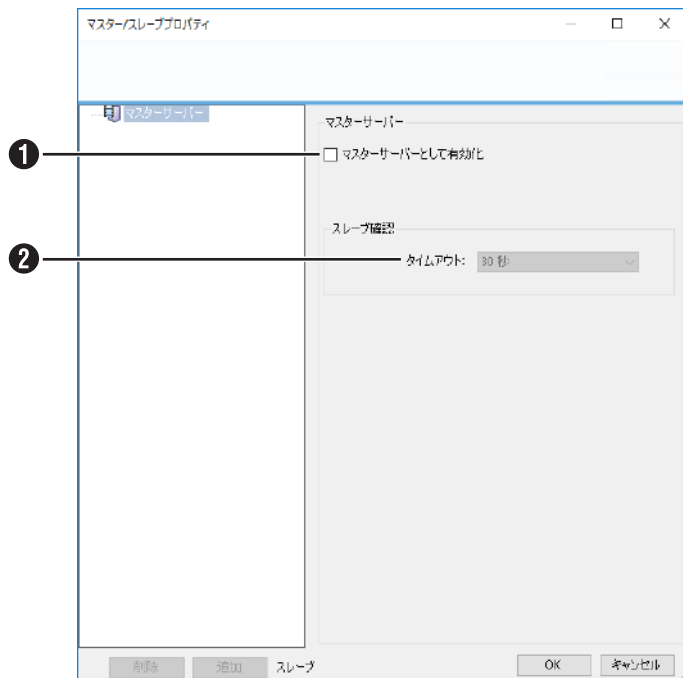 マスター/スレーブプロパティ
マスターサーバー
マスターサーバー
❶
マスターサーバーとして有効化
スレーブ確認
❷
タイムアウト: 30 秒
削除 追加 スレーブ OK キャンセル